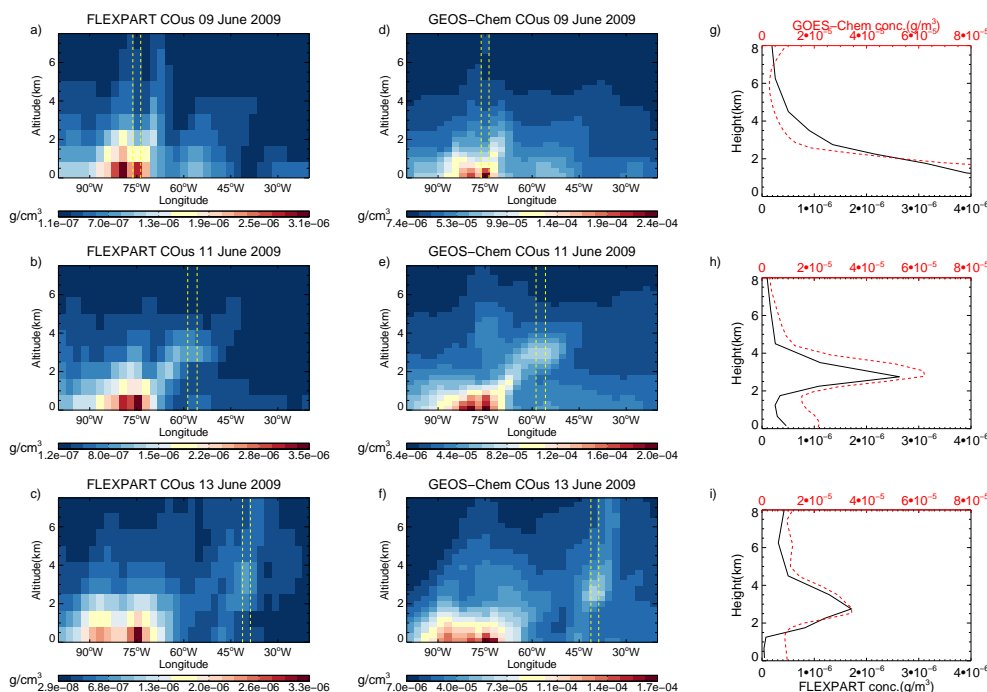 a) FLEXPART COus 09 June 2009
Altitude(km)
6
4
2
0
90°W 75°W 60°W 45°W 30°W
Longitude
g/cm³
1.1e−07 7.0e−07 1.3e−06 1.9e−06 2.5e−06 3.1e−06
d) GEOS−Chem COus 09 June 2009
Altitude(km)
6
4
2
0
90°W 75°W 60°W 45°W 30°W
Longitude
g/cm³
7.4e−06 5.3e−05 9.9e−05 1.4e−04 1.9e−04 2.4e−04
g) GOES−Chem conc.(g/m³)
0 2•10⁻⁵ 4•10⁻⁵ 6•10⁻⁵ 8•10⁻⁵
Height(km)
8
6
4
2
0
0 1•10⁻⁶ 2•10⁻⁶ 3•10⁻⁶ 4•10⁻⁶
b) FLEXPART COus 11 June 2009
Altitude(km)
6
4
2
0
90°W 75°W 60°W 45°W 30°W
Longitude
g/cm³
1.2e−07 8.0e−07 1.5e−06 2.2e−06 2.8e−06 3.5e−06
e) GEOS−Chem COus 11 June 2009
Altitude(km)
6
4
2
0
90°W 75°W 60°W 45°W 30°W
Longitude
g/cm³
6.4e−06 4.4e−05 8.2e−05 1.2e−04 1.6e−04 2.0e−04
h)
0 2•10⁻⁵ 4•10⁻⁵ 6•10⁻⁵ 8•10⁻⁵
Height(km)
8
6
4
2
0
0 1•10⁻⁶ 2•10⁻⁶ 3•10⁻⁶ 4•10⁻⁶
c) FLEXPART COus 13 June 2009
Altitude(km)
6
4
2
0
90°W 75°W 60°W 45°W 30°W
Longitude
g/cm³
2.9e−08 6.8e−07 1.3e−06 2.0e−06 2.6e−06 3.3e−06
f) GEOS−Chem COus 13 June 2009
Altitude(km)
6
4
2
0
90°W 75°W 60°W 45°W 30°W
Longitude
g/cm³
7.0e−06 4.0e−05 7.3e−05 1.1e−04 1.4e−04 1.7e−04
i)
0 2•10⁻⁵ 4•10⁻⁵ 6•10⁻⁵ 8•10⁻⁵
Height(km)
8
6
4
2
0
0 1•10⁻⁶ 2•10⁻⁶ 3•10⁻⁶ 4•10⁻⁶
FLEXPART conc.(g/m³)